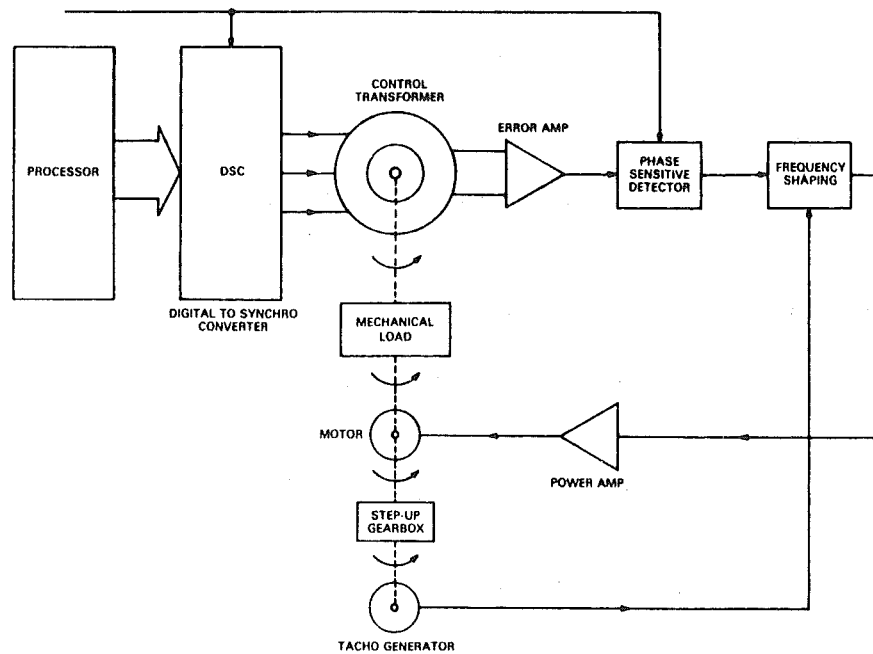 CONTROL
TRANSFORMER
ERROR AMP
PROCESSOR
DSC
PHASE
SENSITIVE
DETECTOR
FREQUENCY
SHAPING
DIGITAL TO SYNCHRO
CONVERTER
MECHANICAL
LOAD
MOTOR
POWER AMP
STEP-UP
GEARBOX
TACHO GENERATOR